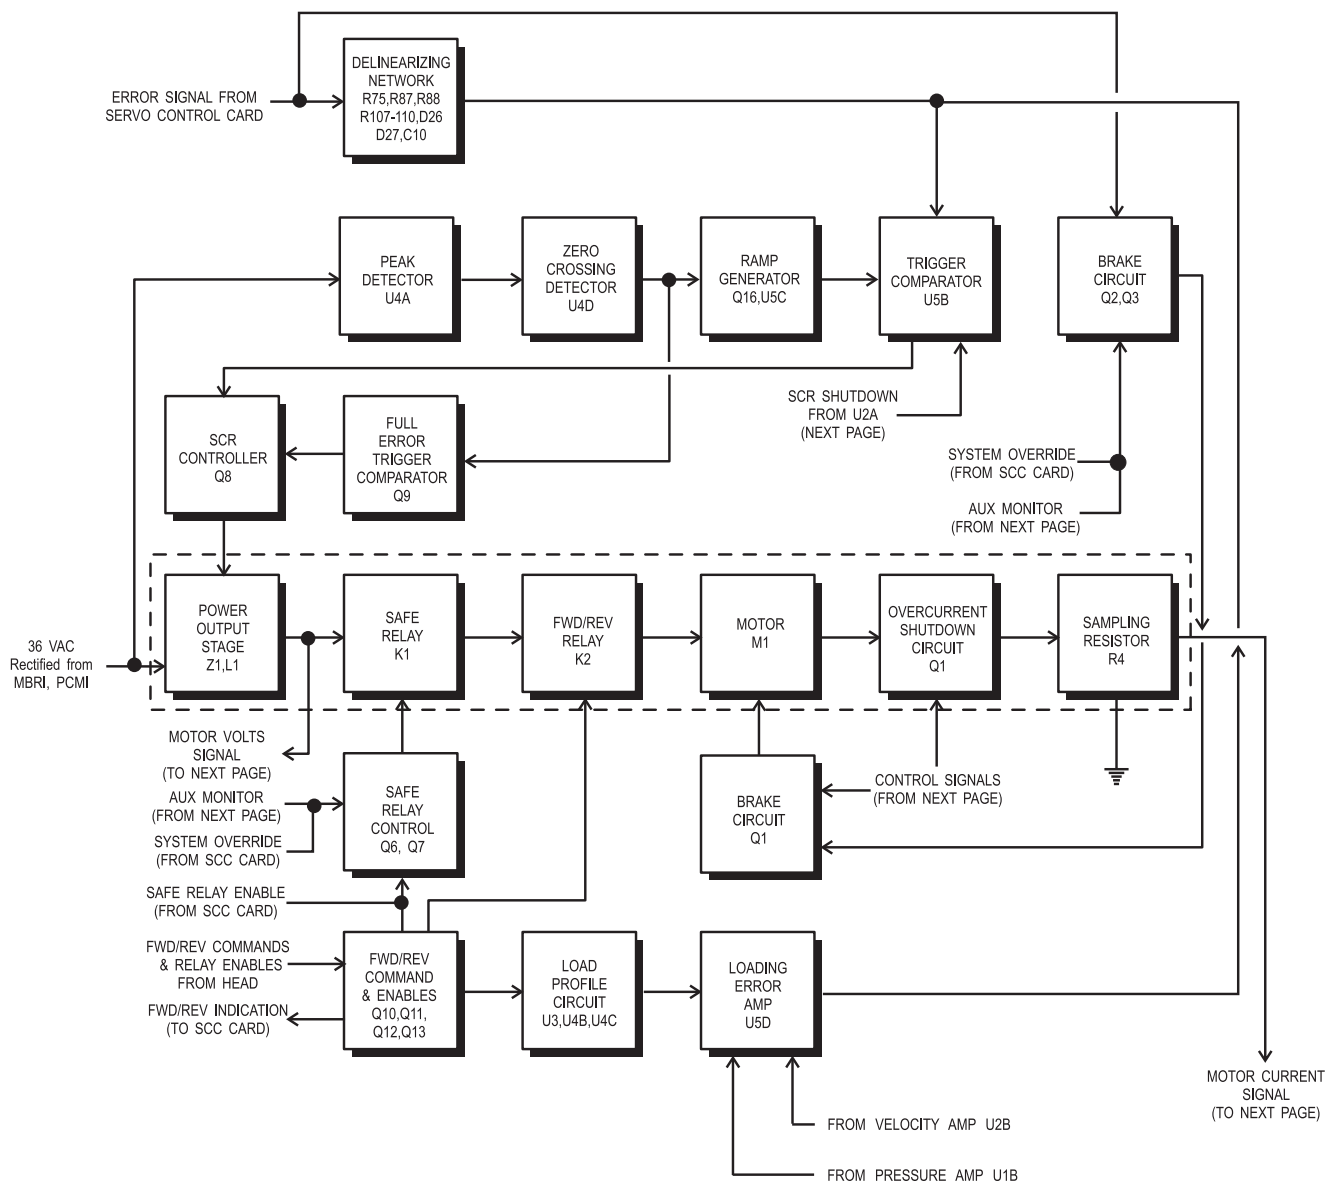 DELINEARIZING
NETWORK
R75,R87,R88
R107-110,D26
D27,C10
ERROR SIGNAL FROM
SERVO CONTROL CARD
PEAK
DETECTOR
U4A
ZERO
CROSSING
DETECTOR
U4D
RAMP
GENERATOR
Q16,U5C
TRIGGER
COMPARATOR
U5B
BRAKE
CIRCUIT
Q2,Q3
SCR
CONTROLLER
Q8
FULL
ERROR
TRIGGER
COMPARATOR
Q9
SCR SHUTDOWN
FROM U2A
(NEXT PAGE)
SYSTEM OVERRIDE
(FROM SCC CARD)
AUX MONITOR
(FROM NEXT PAGE)
36 VAC
Rectified from
MBRI, PCMI
POWER
OUTPUT
STAGE
Z1,L1
SAFE
RELAY
K1
FWD/REV
RELAY
K2
MOTOR
M1
OVERCURRENT
SHUTDOWN
CIRCUIT
Q1
SAMPLING
RESISTOR
R4
MOTOR VOLTS
SIGNAL
(TO NEXT PAGE)
AUX MONITOR
(FROM NEXT PAGE)
SYSTEM OVERRIDE
(FROM SCC CARD)
SAFE
RELAY
CONTROL
Q6, Q7
BRAKE
CIRCUIT
Q1
CONTROL SIGNALS
(FROM NEXT PAGE)
SAFE RELAY ENABLE
(FROM SCC CARD)
FWD/REV COMMANDS
& RELAY ENABLES
FROM HEAD
FWD/REV INDICATION
(TO SCC CARD)
FWD/REV
COMMAND
& ENABLES
Q10,Q11,
Q12,Q13
LOAD
PROFILE
CIRCUIT
U3,U4B,U4C
LOADING
ERROR
AMP
U5D
MOTOR CURRENT
SIGNAL
(TO NEXT PAGE)
FROM VELOCITY AMP U2B
FROM PRESSURE AMP U1B